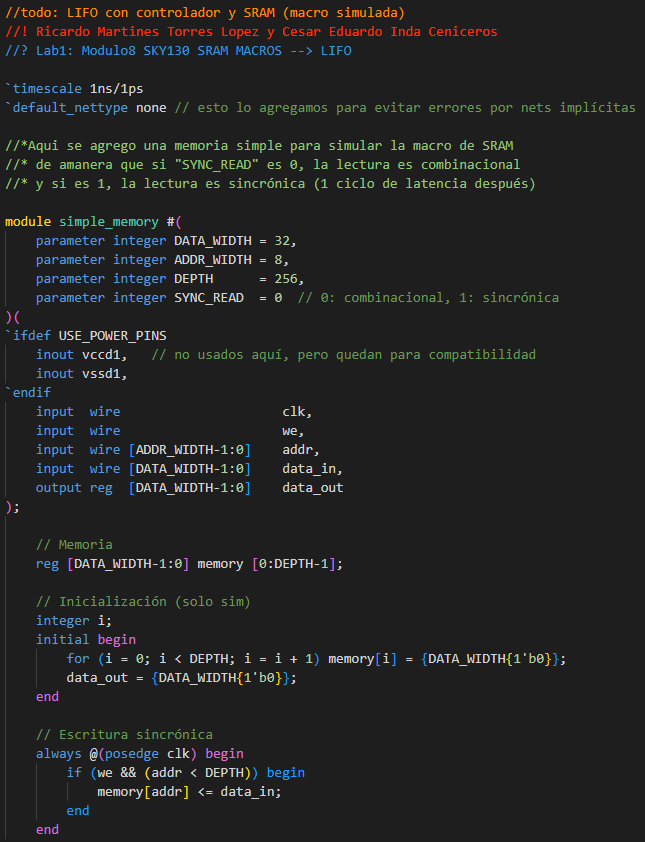 //todo: LIFO con controlador y SRAM (macro simulada)
//! Ricardo Martines Torres Lopez y Cesar Eduardo Inda Ceniceros
//? Lab1: Modulo8 SKY130 SRAM MACROS --> LIFO
`timescale 1ns/1ps
`default_nettype none // esto lo agregamos para evitar errores por nets implícitas
//*Aqui se agrego una memoria simple para simular la macro de SRAM
//* de amanera que si "SYNC_READ" es 0, la lectura es combinacional
//* y si es 1, la lectura es sincrónica (1 ciclo de latencia después)
module simple_memory #(
    parameter integer DATA_WIDTH = 32,
    parameter integer ADDR_WIDTH = 8,
    parameter integer DEPTH      = 256,
    parameter integer SYNC_READ  = 0  // 0: combinacional, 1: sincrónica
)(
`ifdef USE_POWER_PINS
    inout vccd1,   // no usados aquí, pero quedan para compatibilidad
    inout vssd1,
`endif
    input  wire                     clk,
    input  wire                     we,
    input  wire [ADDR_WIDTH-1:0]    addr,
    input  wire [DATA_WIDTH-1:0]    data_in,
    output reg  [DATA_WIDTH-1:0]    data_out
);
    // Memoria
    reg [DATA_WIDTH-1:0] memory [0:DEPTH-1];
    // Inicialización (solo sim)
    integer i;
    initial begin
        for (i = 0; i < DEPTH; i = i + 1) memory[i] = {DATA_WIDTH{1'b0}};
        data_out = {DATA_WIDTH{1'b0}};
    end
    // Escritura sincrónica
    always @(posedge clk) begin
        if (we && (addr < DEPTH)) begin
            memory[addr] <= data_in;
        end
    end